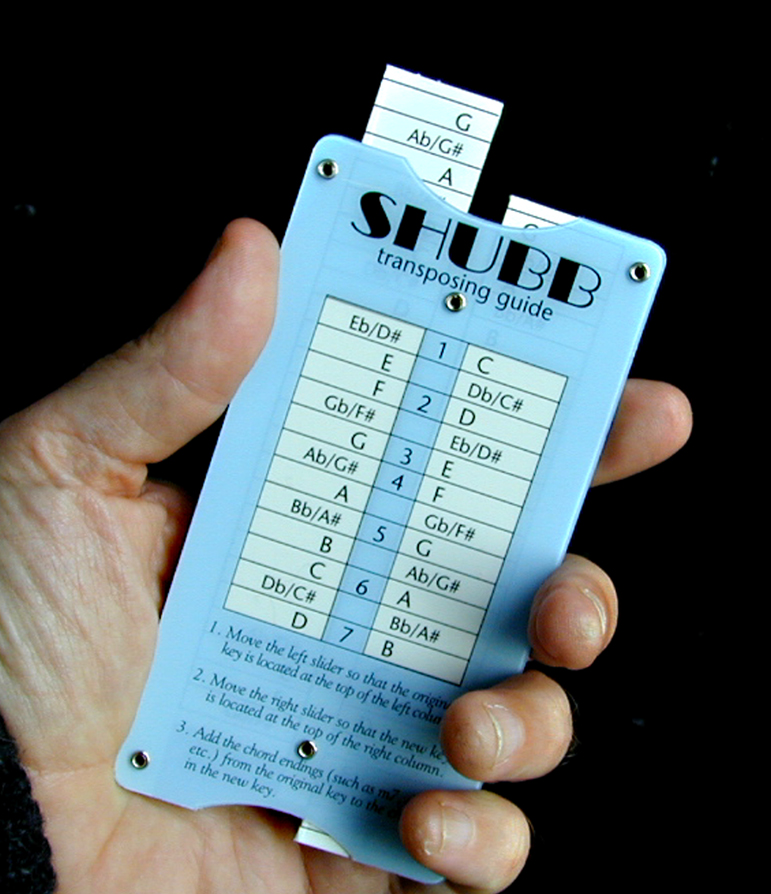 G
Ab/G#
A
SHUBB
transposing guide
Eb/D# 1 C
E Db/C#
F 2 D
Gb/F# Eb/D#
G 3 E
Ab/G# 4 F
A Gb/F#
Bb/A# 5 G
B Ab/G#
C 6 A
Db/C# Bb/A#
D 7 B
1. Move the left slider so that the
key is located at the top of the left
2. Move the right slider so that the new
is located at the top of the right column.
3. Add the chord endings (such as m7
etc.) from the original key to the
in the new key.